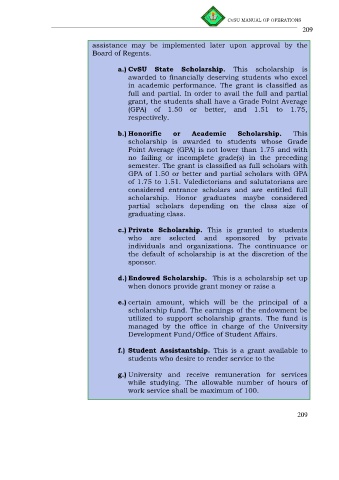 CvSU MANUAL OF OPERATIONS
209
assistance may be implemented later upon approval by the
Board of Regents.
a.) CvSU State Scholarship. This scholarship is
awarded to financially deserving students who excel
in academic performance. The grant is classified as
full and partial. In order to avail the full and partial
grant, the students shall have a Grade Point Average
(GPA) of 1.50 or better, and 1.51 to 1.75,
respectively.
b.) Honorific or Academic Scholarship. This
scholarship is awarded to students whose Grade
Point Average (GPA) is not lower than 1.75 and with
no failing or incomplete grade(s) in the preceding
semester. The grant is classified as full scholars with
GPA of 1.50 or better and partial scholars with GPA
of 1.75 to 1.51. Valedictorians and salutatorians are
considered entrance scholars and are entitled full
scholarship. Honor graduates maybe considered
partial scholars depending on the class size of
graduating class.
c.) Private Scholarship. This is granted to students
who are selected and sponsored by private
individuals and organizations. The continuance or
the default of scholarship is at the discretion of the
sponsor.
d.) Endowed Scholarship. This is a scholarship set up
when donors provide grant money or raise a
e.) certain amount, which will be the principal of a
scholarship fund. The earnings of the endowment be
utilized to support scholarship grants. The fund is
managed by the office in charge of the University
Development Fund/Office of Student Affairs.
f.) Student Assistantship. This is a grant available to
students who desire to render service to the
g.) University and receive remuneration for services
while studying. The allowable number of hours of
work service shall be maximum of 100.
209